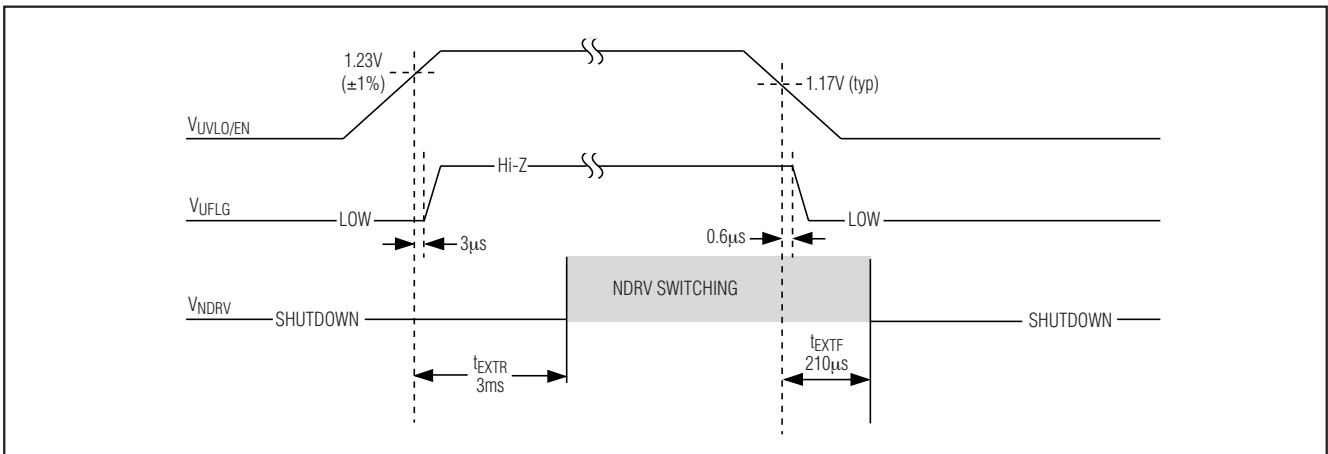 1.23V
(±1%)
1.17V (typ)
VUVLO/EN
Hi-Z
VUFLG
LOW
LOW
3μs
0.6μs
NDRV SWITCHING
VNDRV
SHUTDOWN
SHUTDOWN
tEXTR
3ms
tEXTF
210μs